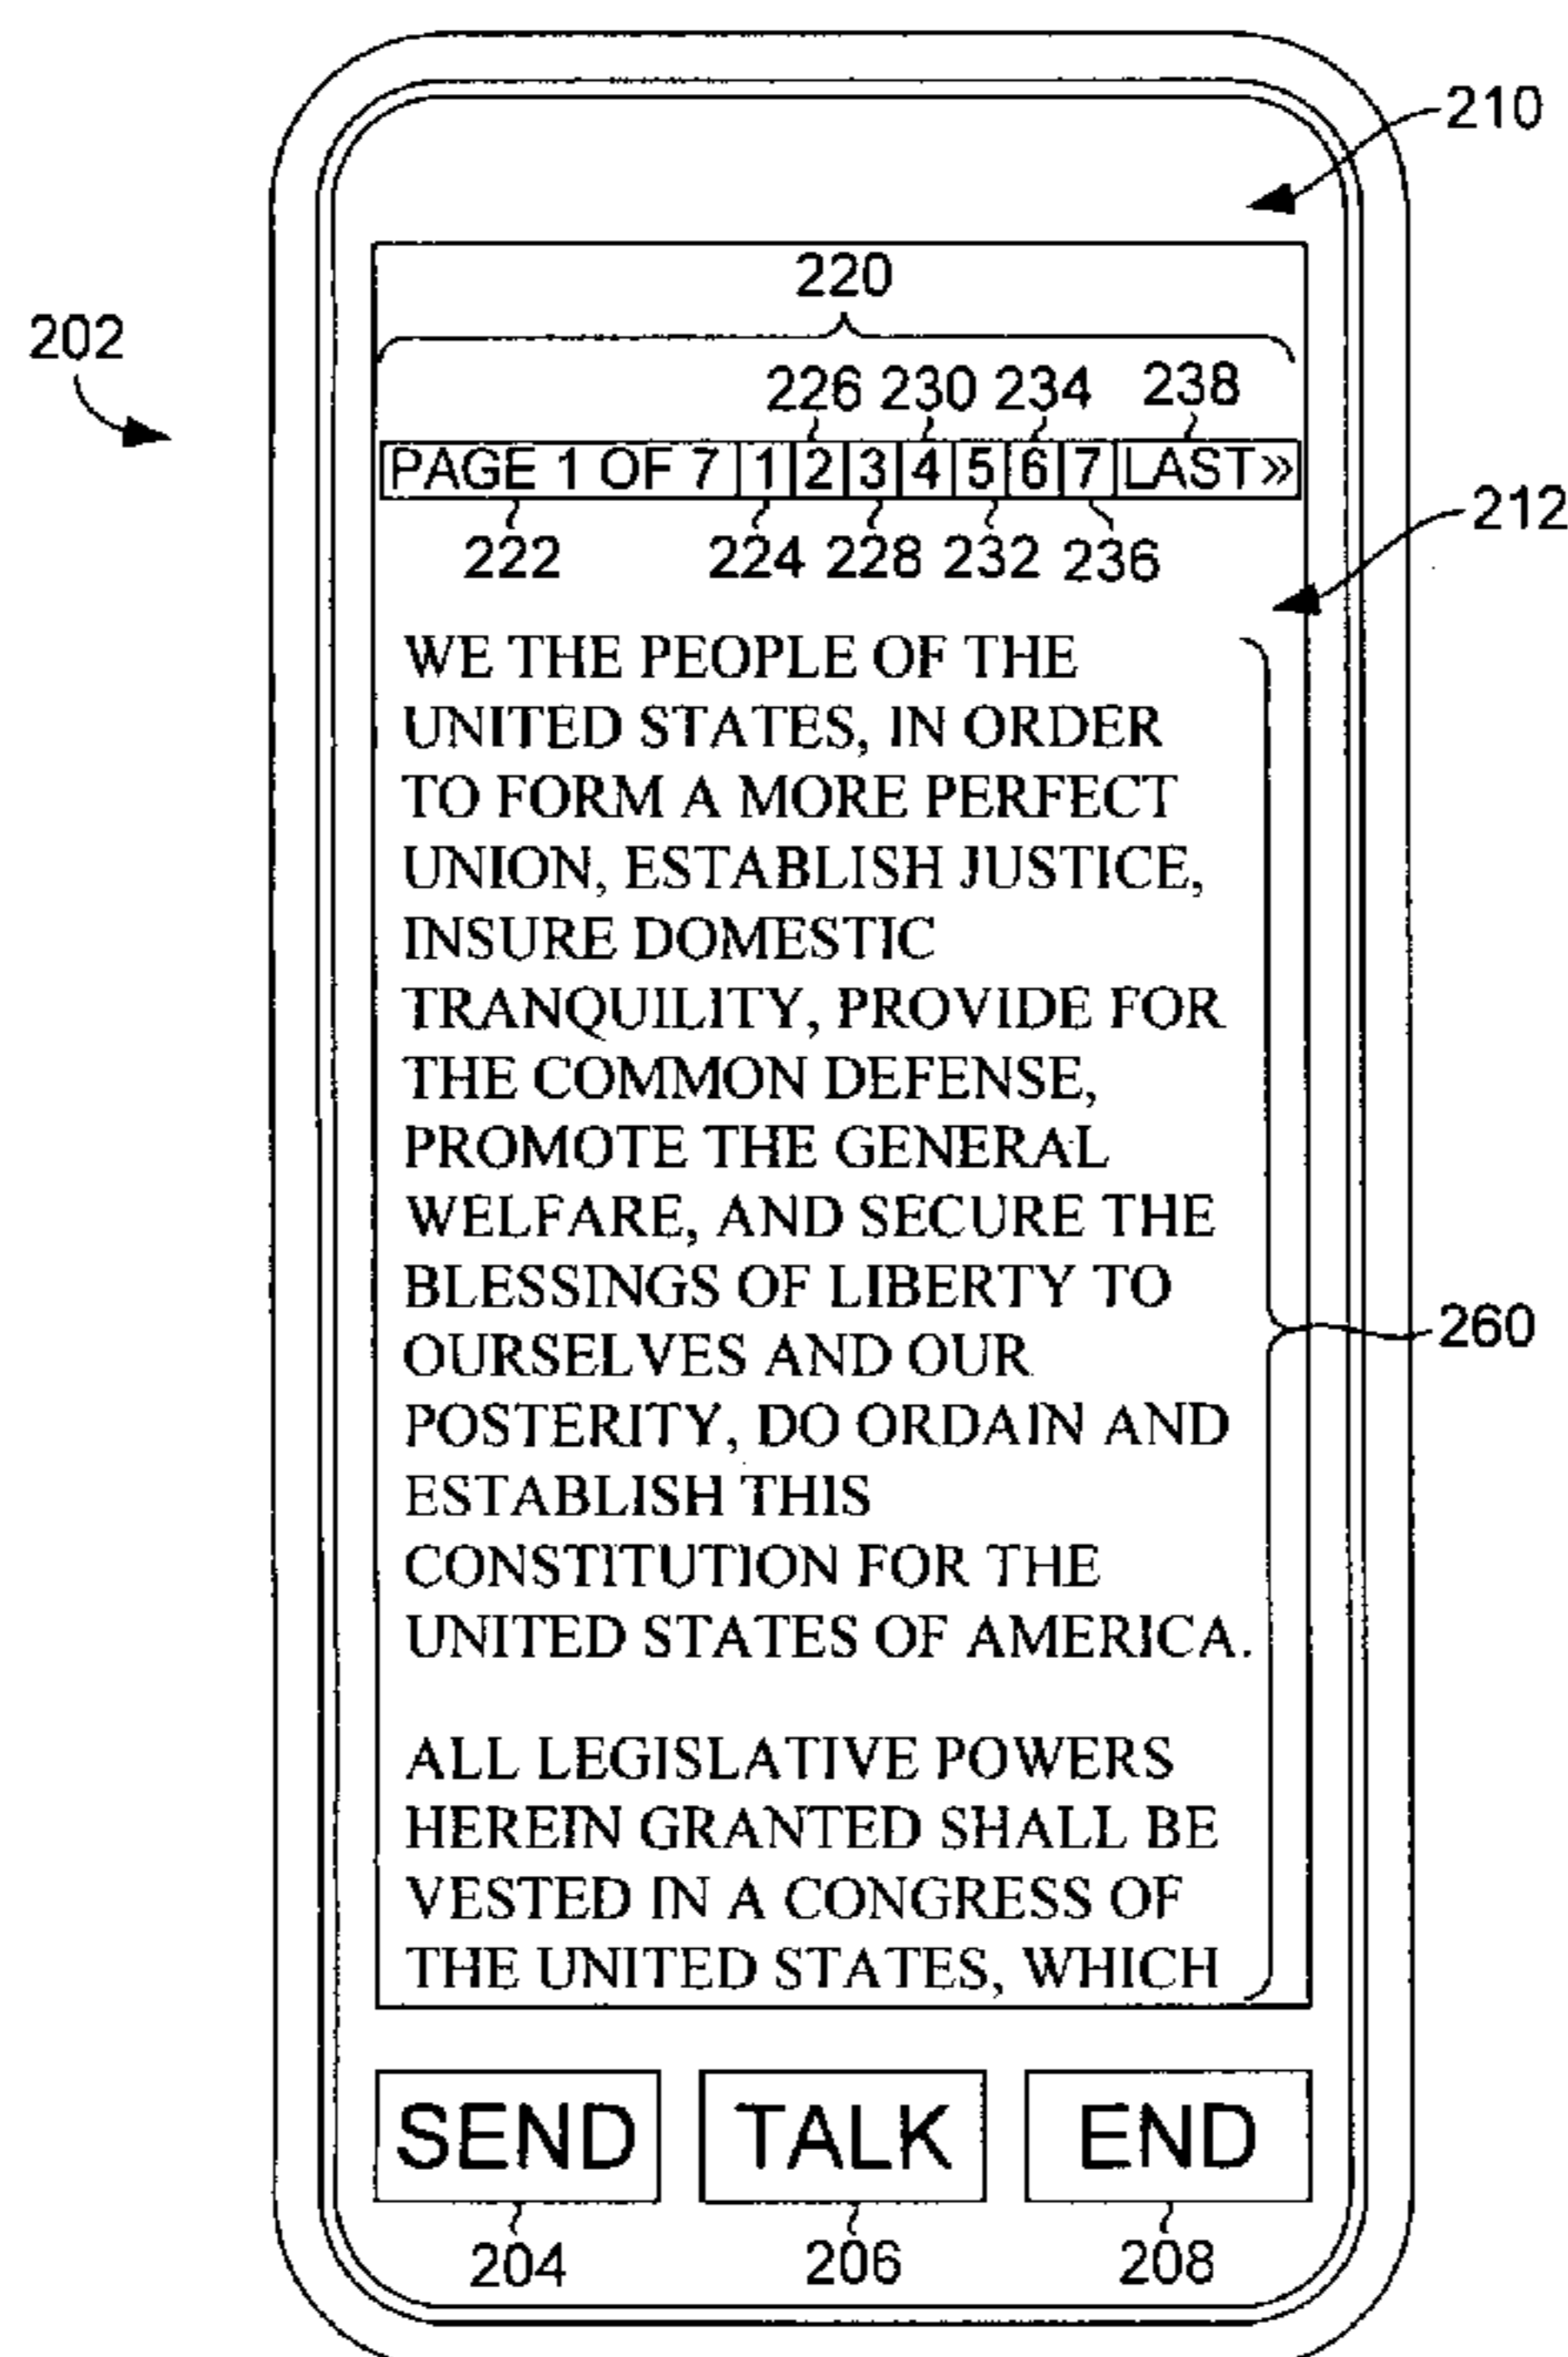 210
220
202
226 230 234 238
PAGE 1 OF 7 1 2 3 4 5 6 7 LAST»
212
222 224 228 232 236
WE THE PEOPLE OF THE
UNITED STATES, IN ORDER
TO FORM A MORE PERFECT
UNION, ESTABLISH JUSTICE,
INSURE DOMESTIC
TRANQUILITY, PROVIDE FOR
THE COMMON DEFENSE,
PROMOTE THE GENERAL
WELFARE, AND SECURE THE
BLESSINGS OF LIBERTY TO
260
OURSELVES AND OUR
POSTERITY, DO ORDAIN AND
ESTABLISH THIS
CONSTITUTION FOR THE
UNITED STATES OF AMERICA.
ALL LEGISLATIVE POWERS
HEREIN GRANTED SHALL BE
VESTED IN A CONGRESS OF
THE UNITED STATES, WHICH
SEND TALK END
204 206 208